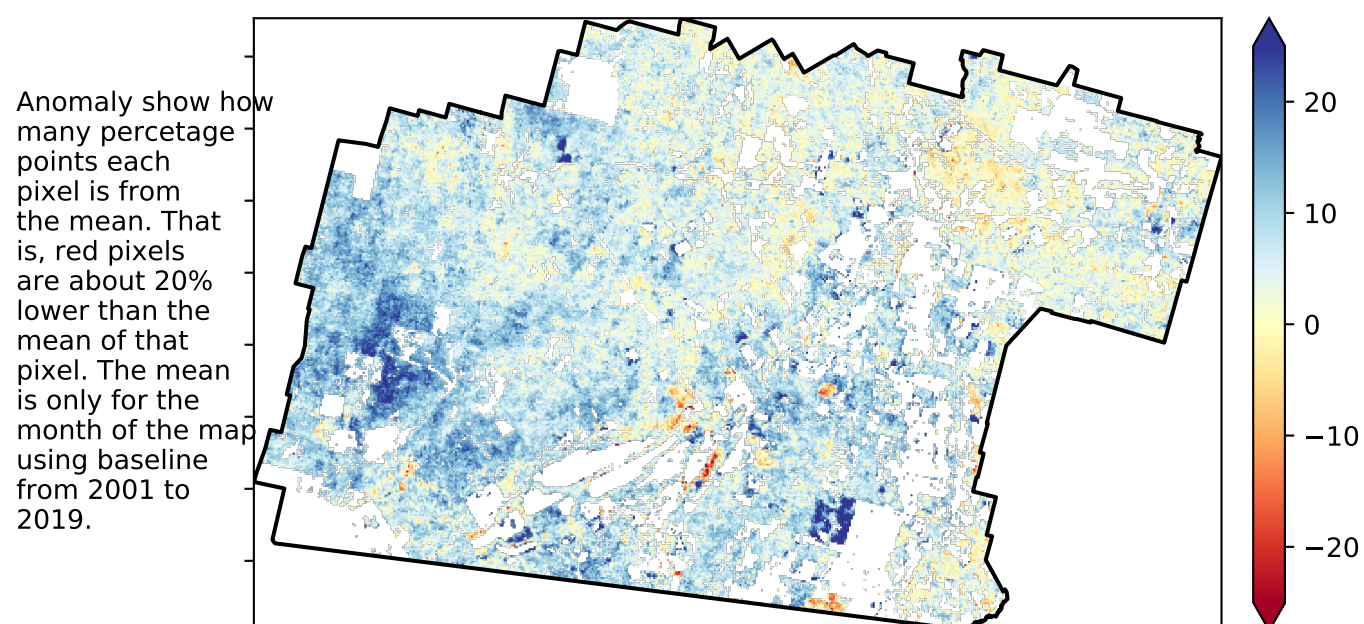 Anomaly show how
many percetage
points each
pixel is from
the mean. That
is, red pixels
are about 20%
lower than the
mean of that
pixel. The mean
is only for the
month of the map
using baseline
from 2001 to
2019.
20
10
0
−10
−20